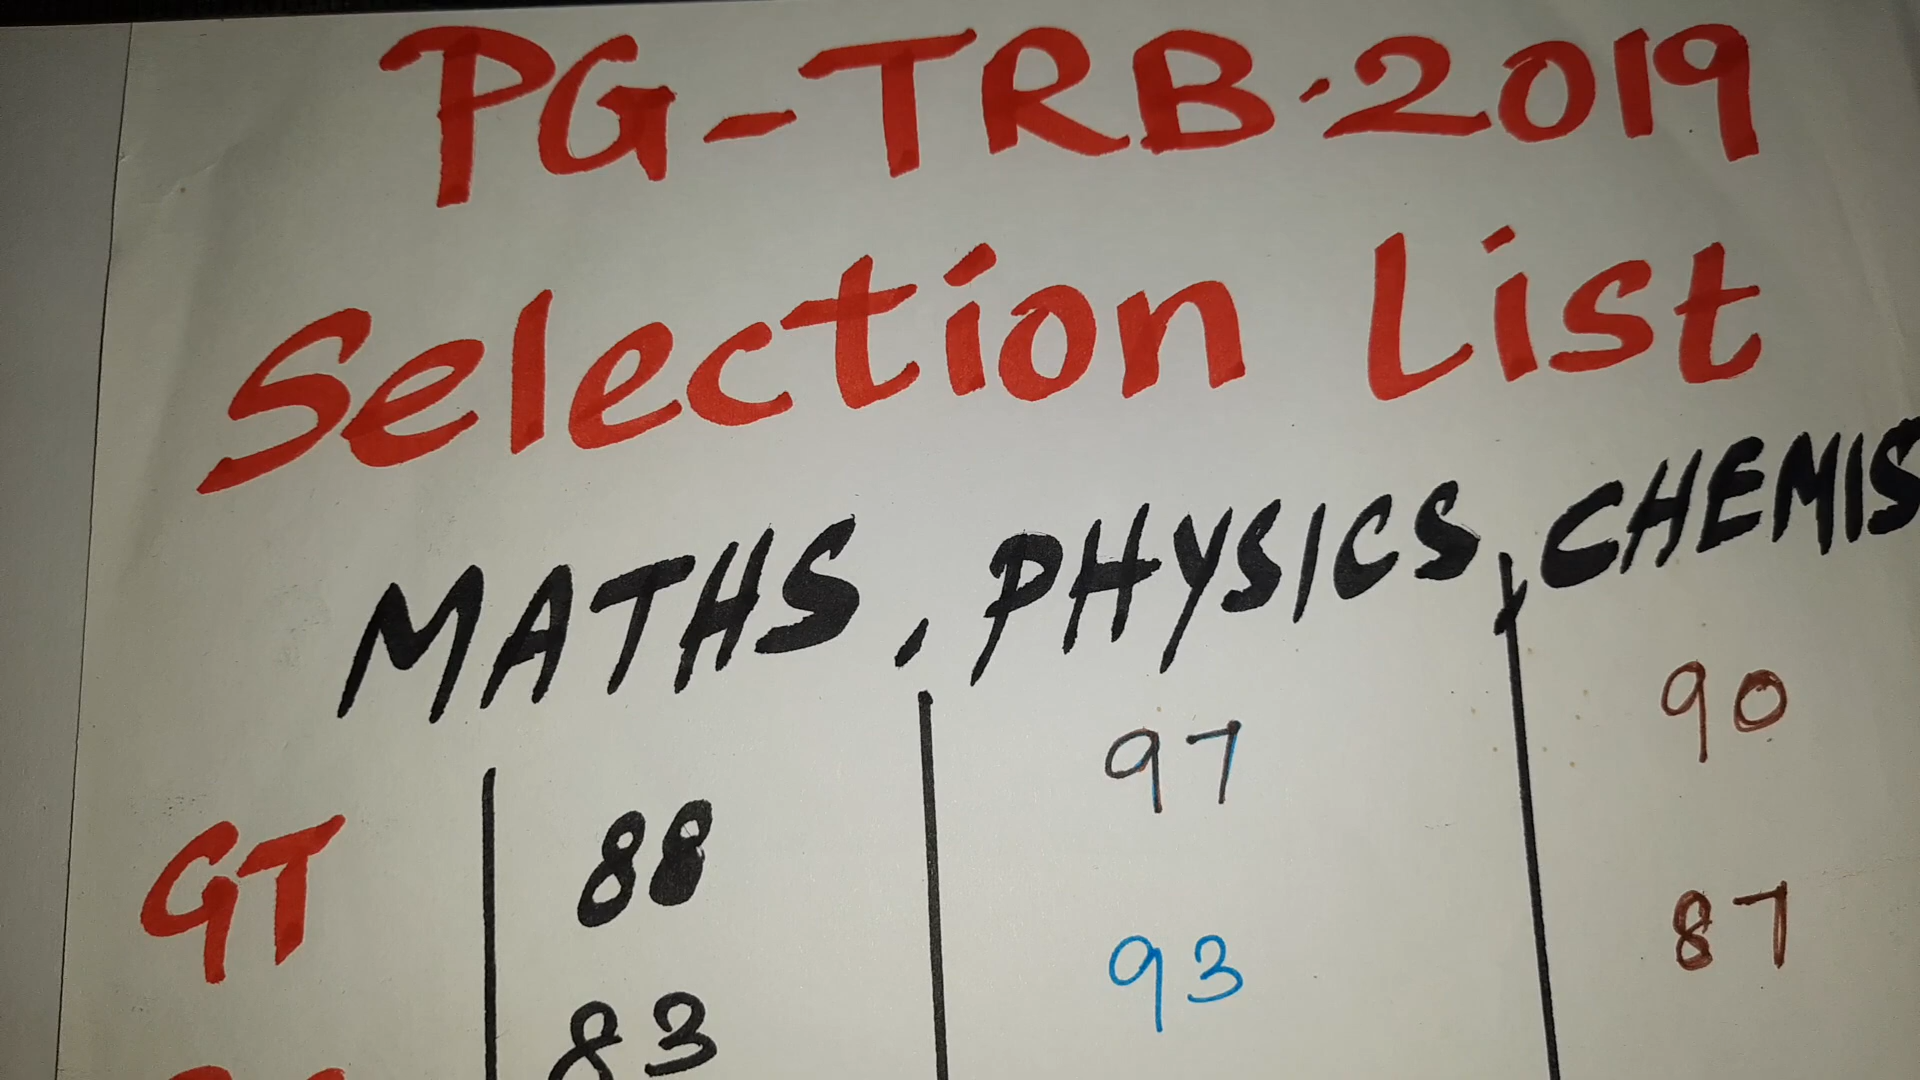 PG-TRB.2019
Selection List
MATHS, PHYSICS, CHEMIS
GT 88 97 90
83 93 87